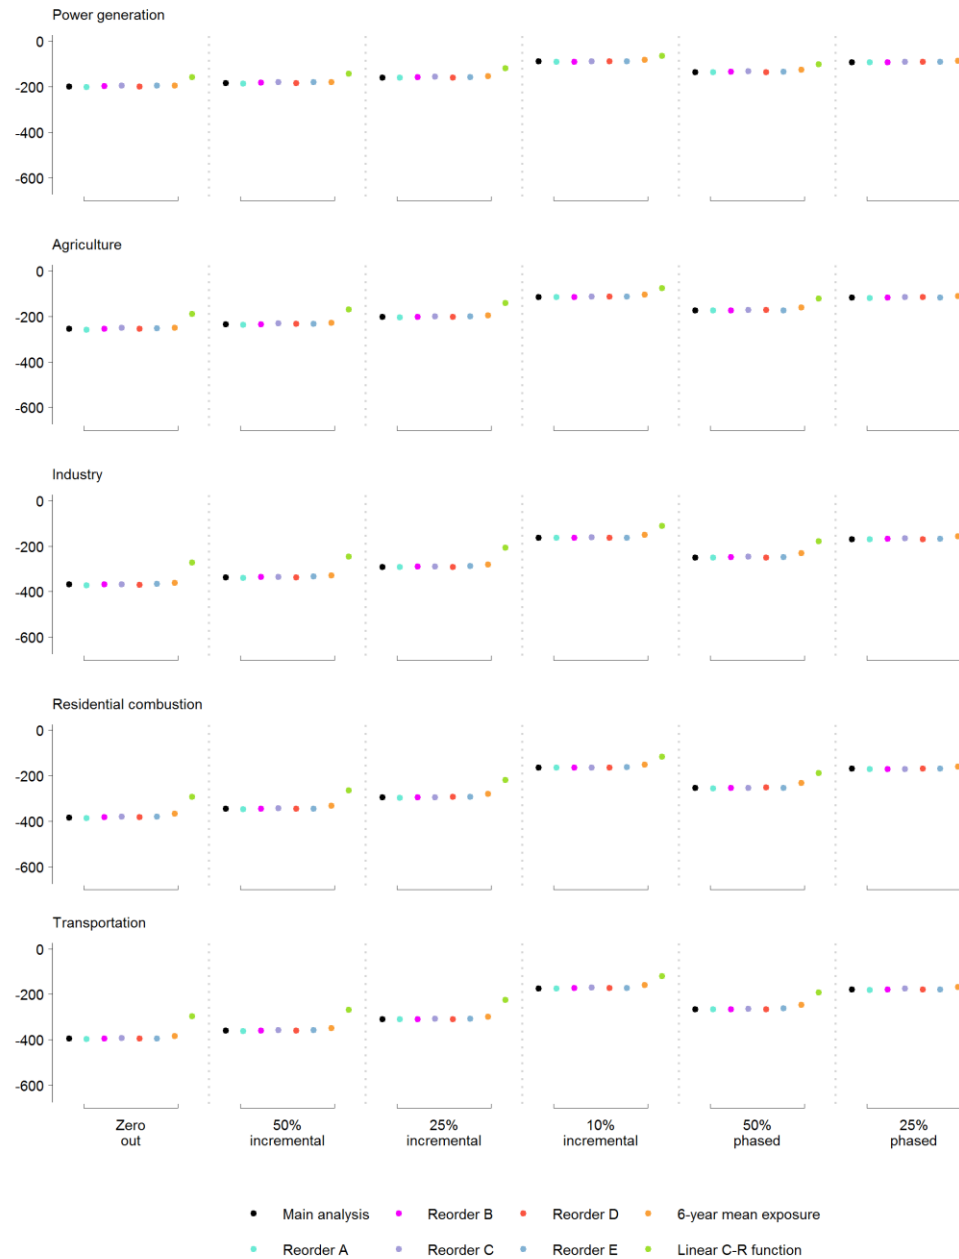 Power generation
0
-200
-400
-600
Agriculture
0
-200
-400
-600
Industry
0
-200
-400
-600
Residential combustion
0
-200
-400
-600
Transportation
0
-200
-400
-600
Zero
out
50%
incremental
25%
incremental
10%
incremental
50%
phased
25%
phased
Main analysis
Reorder B
Reorder D
6-year mean exposure
Reorder A
Reorder C
Reorder E
Linear C-R function